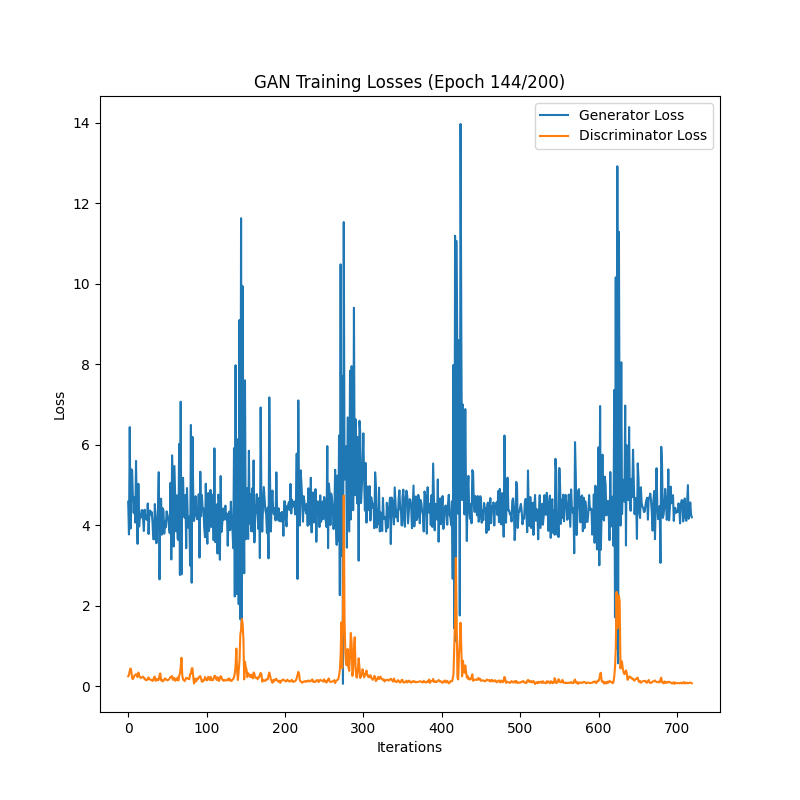 GAN Training Losses (Epoch 144/200)
Generator Loss
Discriminator Loss
14
12
10
8
6
4
2
0
Loss
0 100 200 300 400 500 600 700
Iterations